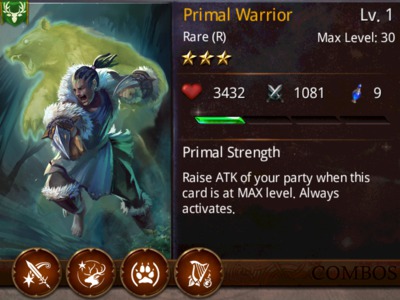 Primal Warrior Lv. 1
Rare (R) Max Level: 30
3432 1081 9
Primal Strength
Raise ATK of your party when this
card is at MAX level. Always
activates.
COMBOS